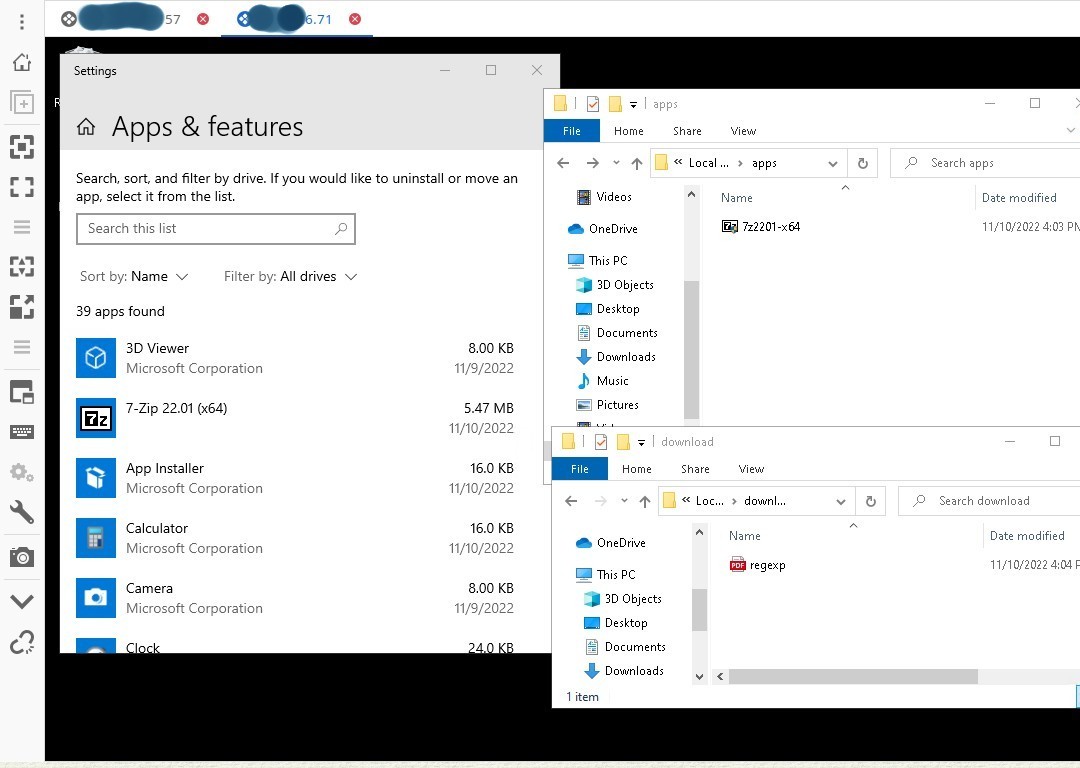 57
6.71
R
Settings
Apps & features
Search, sort, and filter by drive. If you would like to uninstall or move an
app, select it from the list.
Search this list
Sort by: Name
Filter by: All drives
39 apps found
3D Viewer
8.00 KB
Microsoft Corporation
11/9/2022
7z
7-Zip 22.01 (x64)
5.47 MB
11/10/2022
App Installer
16.0 KB
Microsoft Corporation
11/10/2022
Calculator
16.0 KB
Microsoft Corporation
11/10/2022
Camera
8.00 KB
Microsoft Corporation
11/9/2022
Clock
24.0 KB
apps
File
Home
Share
View
« Local ... › apps
Search apps
Videos
OneDrive
This PC
3D Objects
Desktop
Documents
Downloads
Music
Pictures
Name
Date modified
7z2201-x64
11/10/2022 4:03 PM
download
File
Home
Share
View
« Loc... › downl...
Search download
OneDrive
This PC
3D Objects
Desktop
Documents
Downloads
Name
Date modified
PDF
regexp
11/10/2022 4:04 P
1 item